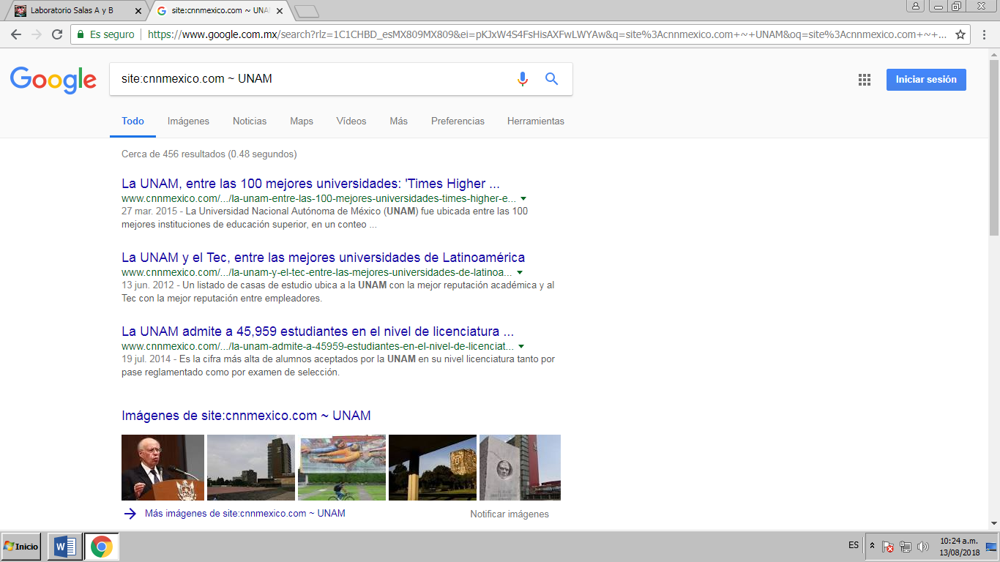 Laboratorio Salas A y B
site:cnnmexico.com ~ UNA
Es seguro
https://www.google.com.mx/search?rlz=1C1CHBD_esMX809MX809&ei=pKJxW4S4FsHisAXFwLWYAw&q=site%3Acnnmexico.com+~+UNAM&oq=site%3Acnnmexico.com+~+...
Google
site:cnnmexico.com ~ UNAM
Iniciar sesión
Todo Imágenes Noticias Maps Vídeos Más Preferencias Herramientas
Cerca de 456 resultados (0.48 segundos)
La UNAM, entre las 100 mejores universidades: 'Times Higher ...
www.cnnmexico.com/.../la-unam-entre-las-100-mejores-universidades-times-higher-e...
27 mar. 2015 - La Universidad Nacional Autónoma de México (UNAM) fue ubicada entre las 100
mejores instituciones de educación superior, en un conteo ...
La UNAM y el Tec, entre las mejores universidades de Latinoamérica
www.cnnmexico.com/.../la-unam-y-el-tec-entre-las-mejores-universidades-de-latinoa...
13 jun. 2012 - Un listado de casas de estudio ubica a la UNAM con la mejor reputación académica y al
Tec con la mejor reputación entre empleadores.
La UNAM admite a 45,959 estudiantes en el nivel de licenciatura ...
www.cnnmexico.com/.../la-unam-admite-a-45959-estudiantes-en-el-nivel-de-licenciat...
19 jul. 2014 - Es la cifra más alta de alumnos aceptados por la UNAM en su nivel licenciatura tanto por
pase reglamentado como por examen de selección.
Imágenes de site:cnnmexico.com ~ UNAM
Más imágenes de site:cnnmexico.com ~ UNAM
Notificar imágenes
Inicio
ES
10:24 a.m.
13/08/2018